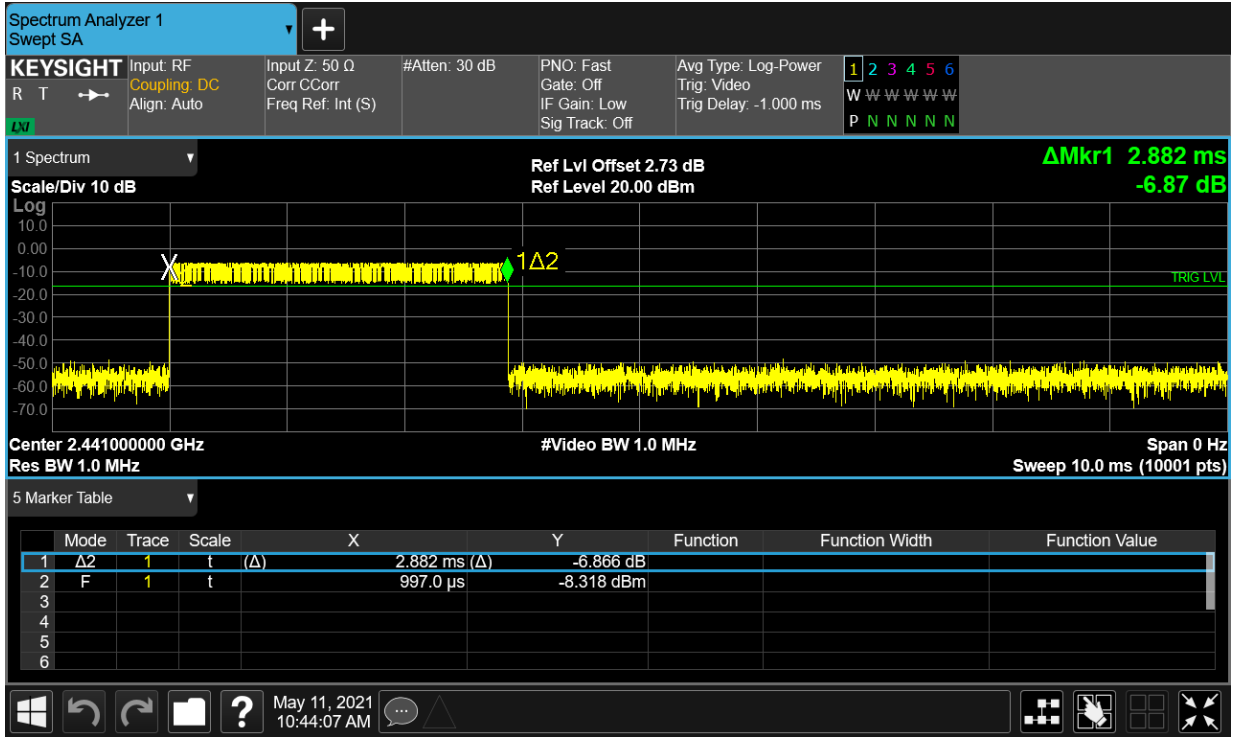 Spectrum Analyzer 1
Swept SA
KEYSIGHT
R T
LXI
Input: RF
Coupling: DC
Align: Auto
Input Z: 50 Ω
Corr CCorr
Freq Ref: Int (S)
#Atten: 30 dB
PNO: Fast
Gate: Off
IF Gain: Low
Sig Track: Off
Avg Type: Log-Power
Trig: Video
Trig Delay: -1.000 ms
1 2 3 4 5 6
W W W W W W
P N N N N N
1 Spectrum
Scale/Div 10 dB
Ref Lvl Offset 2.73 dB
Ref Level 20.00 dBm
ΔMkr1 2.882 ms
-6.87 dB
Log
10.0
0.00
-10.0
-20.0
-30.0
-40.0
-50.0
-60.0
-70.0
1Δ2
TRIG LVL
Center 2.441000000 GHz
#Video BW 1.0 MHz
Span 0 Hz
Res BW 1.0 MHz
Sweep 10.0 ms (10001 pts)
5 Marker Table
Mode Trace Scale X Y Function Function Width Function Value
1 Δ2 1 t (Δ) 2.882 ms (Δ) -6.866 dB
2 F 1 t 997.0 µs -8.318 dBm
3
4
5
6
?
May 11, 2021
10:44:07 AM